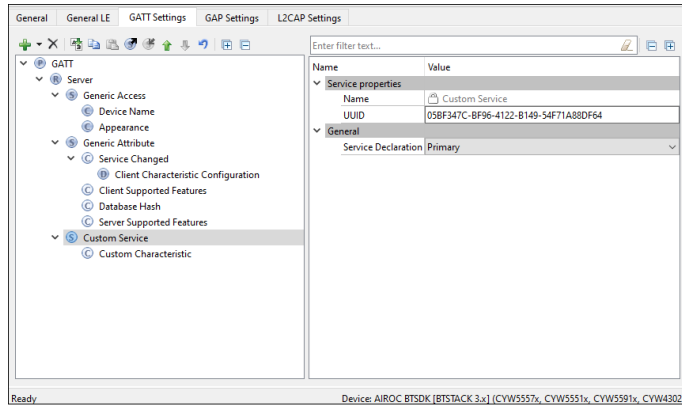 General General LE GATT Settings GAP Settings L2CAP Settings
Enter filter text...
P GATT
R Server
S Generic Access
C Device Name
C Appearance
S Generic Attribute
C Service Changed
D Client Characteristic Configuration
C Client Supported Features
C Database Hash
C Server Supported Features
S Custom Service
C Custom Characteristic
Name Value
Service properties
Name Custom Service
UUID 05BF347C-BF96-4122-B149-54F71A88DF64
General
Service Declaration Primary
Ready Device: AIROC BTSDK [BTSTACK 3.x] (CYW5557x, CYW5551x, CYW5591x, CYW4302